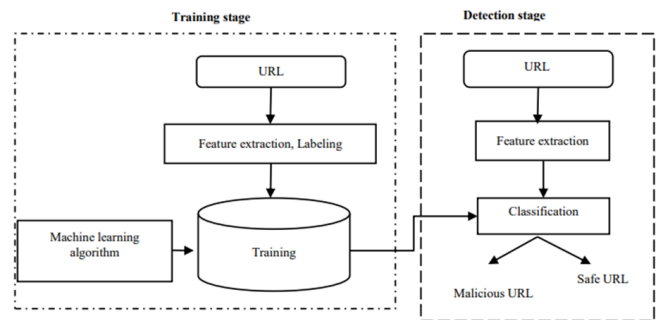 Training stage
Detection stage
URL
Feature extraction, Labeling
Machine learning
algorithm
Training
URL
Feature extraction
Classification
Safe URL
Malicious URL